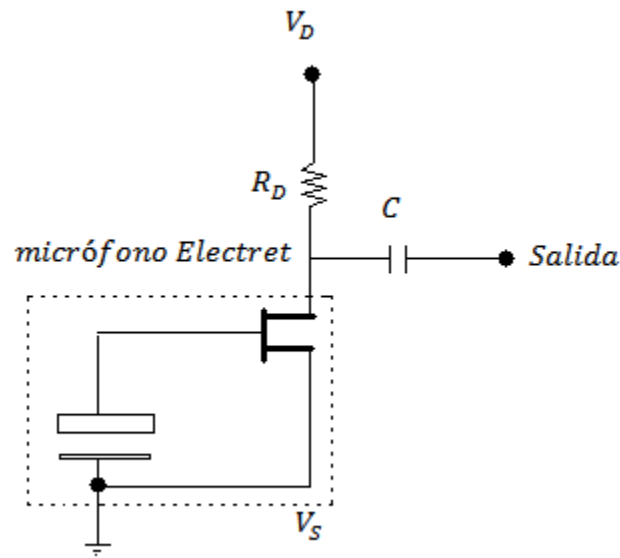 V_D
R_D
C
micrófono Electret
Salida
V_S